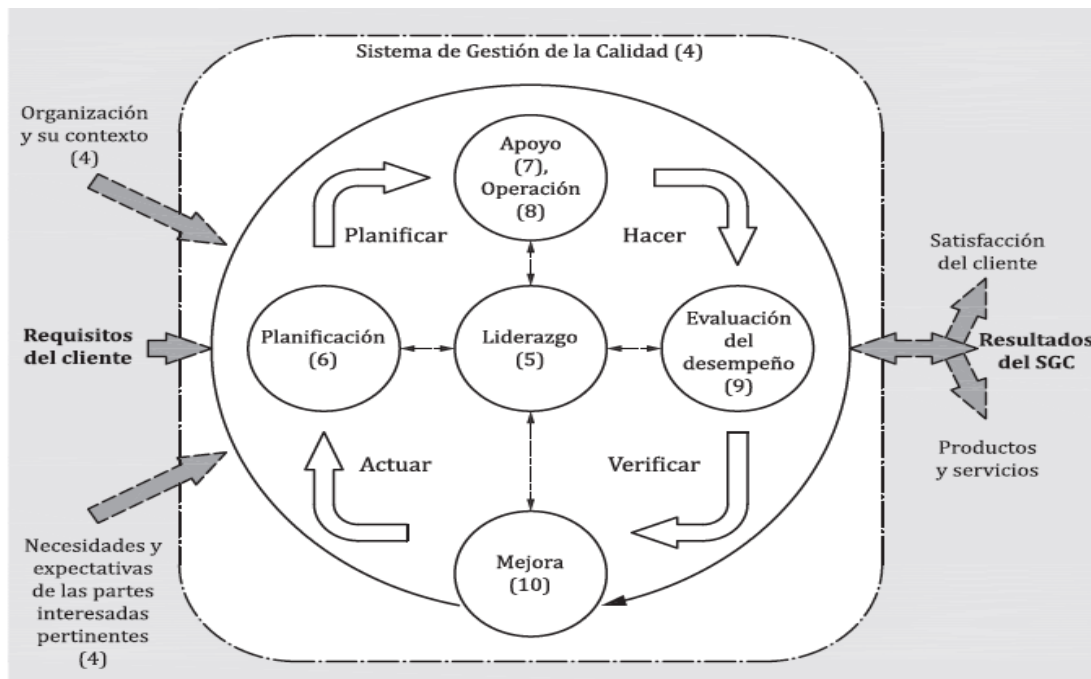 Sistema de Gestión de la Calidad (4)
Organización
y su contexto
(4)
Requisitos
del cliente
Necesidades y
expectativas
de las partes
interesadas
pertinentes
(4)
Apoyo
(7),
Operación
(8)
Planificar
Hacer
Planificación
(6)
Liderazgo
(5)
Evaluación
del
desempeño
(9)
Actuar
Verificar
Mejora
(10)
Satisfacción
del cliente
Resultados
del SGC
Productos
y servicios